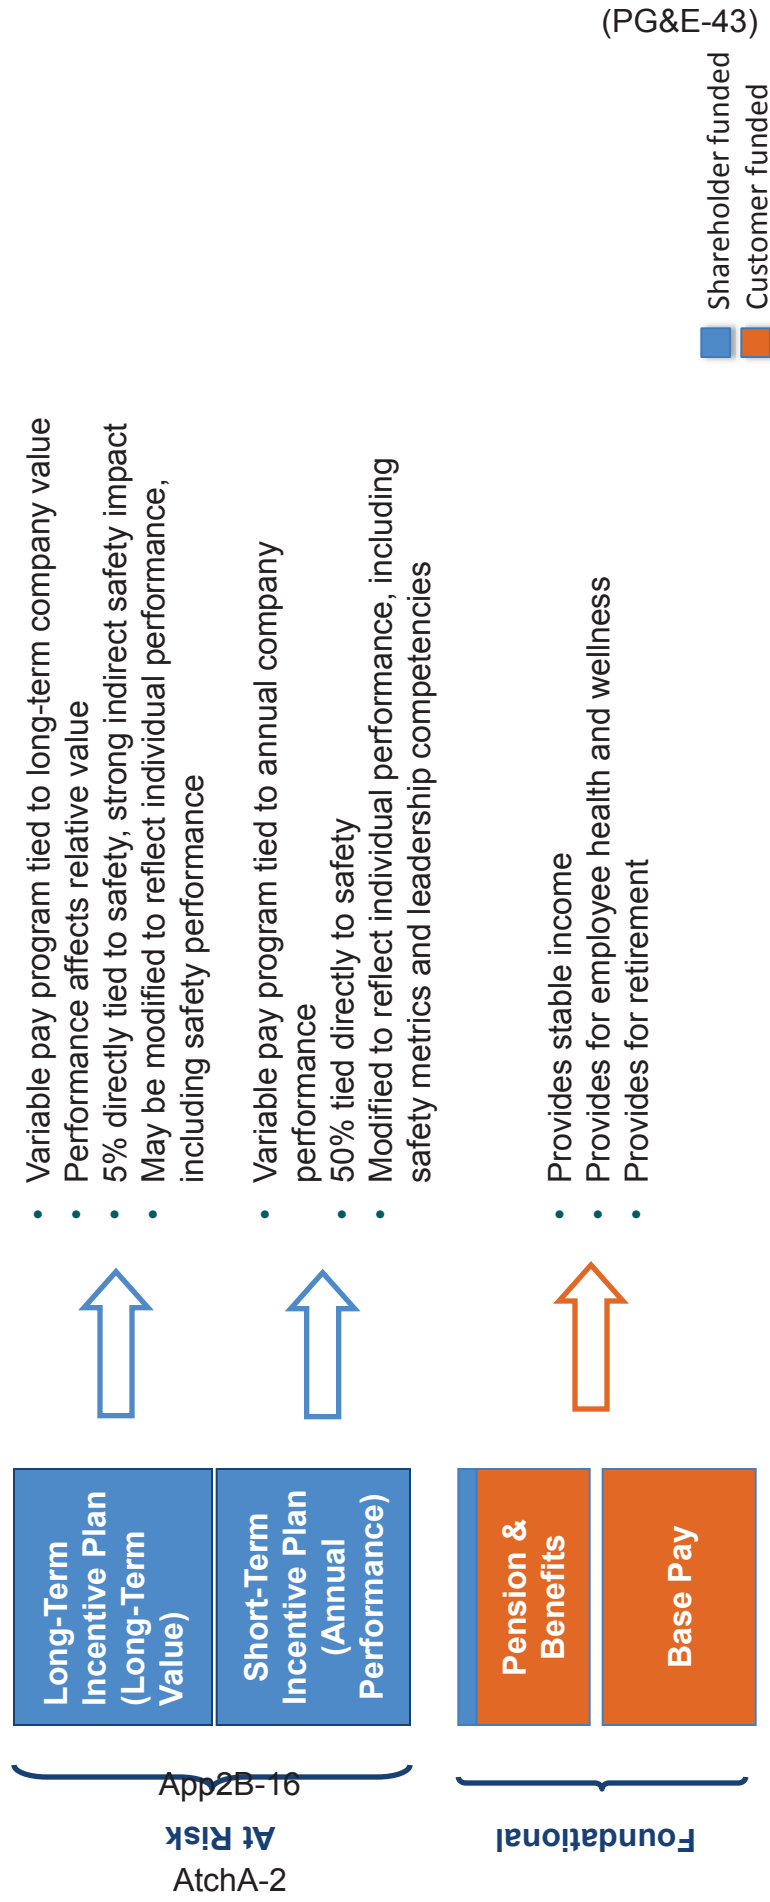 (PG&E-43)
At Risk
Long-Term
Incentive Plan
(Long-Term
Value)
• Variable pay program tied to long-term company value
• Performance affects relative value
• 5% directly tied to safety, strong indirect safety impact
• May be modified to reflect individual performance,
including safety performance
Short-Term
Incentive Plan
(Annual
Performance)
• Variable pay program tied to annual company
performance
• 50% tied directly to safety
• Modified to reflect individual performance, including
safety metrics and leadership competencies
Foundational
Pension &
Benefits
Base Pay
• Provides stable income
• Provides for employee health and wellness
• Provides for retirement
Shareholder funded
Customer funded
App2B-16
AtchA-2